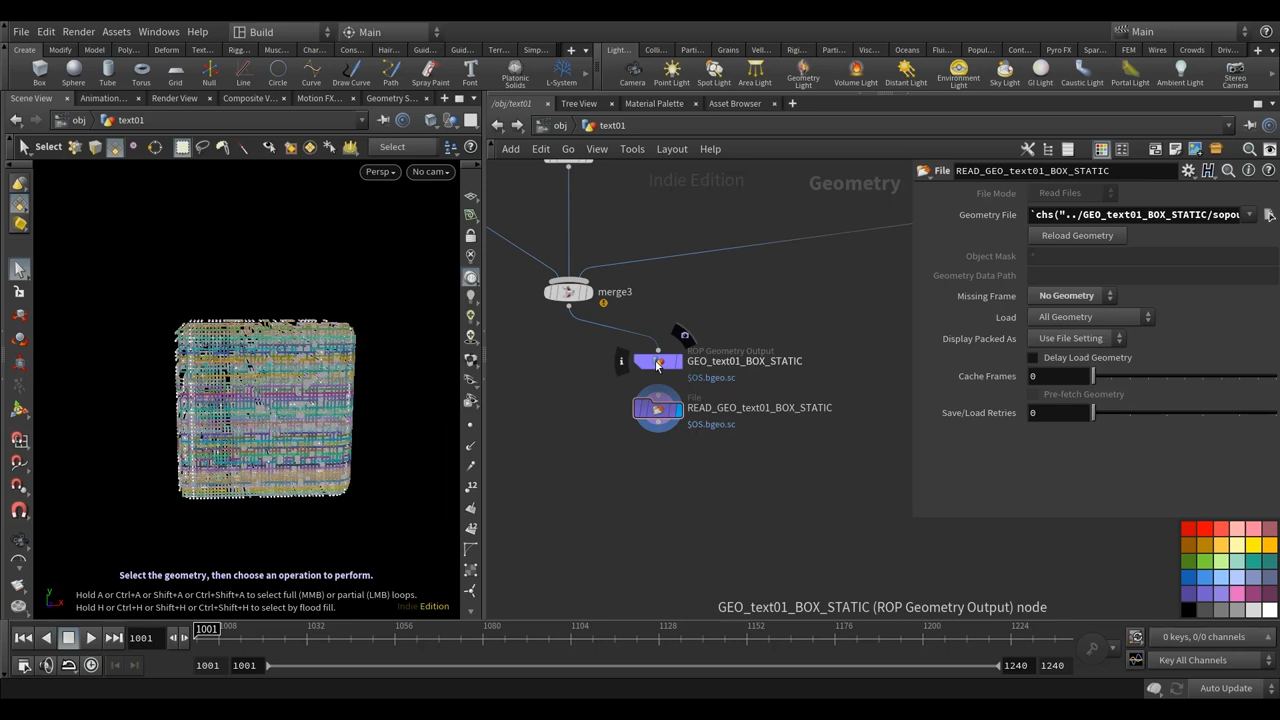 File Edit Render Assets Windows Help Build Main Main
Create Modify Model Poly... Deform Text... Rigg... Musc... Char... Cons... Hair... Guid... Guid... Terr... Simp... Light... Colli... Parti... Grains Vell... Rigi... Parti... Visc... Oceans Flui... Popul... Cont... Pyro FX Spar... FEM Wires Crowds Driv...
Box Sphere Tube Torus Grid Null Line Circle Curve Draw Curve Path Spray Paint Font Platonic Solids L-System Camera Point Light Spot Light Area Light Geometry Light Volume Light Distant Light Environment Light Sky Light GI Light Caustic Light Portal Light Ambient Light Stereo Camera
Scene View Animation... Render View Composite V... Motion FX... Geometry S... /obj/text01 Tree View Material Palette Asset Browser
obj text01 obj text01
Select Select Add Edit Go View Tools Layout Help
Persp No cam
Indie Edition Geometry
File READ_GEO_text01_BOX_STATIC
File Mode Read Files
Geometry File `chs("../GEO_text01_BOX_STATIC/sopou
Reload Geometry
Object Mask *
Geometry Data Path
Missing Frame No Geometry
Load All Geometry
Display Packed As Use File Setting
Delay Load Geometry
Cache Frames 0
Pre-fetch Geometry
Save/Load Retries 0
merge3
ROP Geometry Output
GEO_text01_BOX_STATIC
$OS.bgeo.sc
File
READ_GEO_text01_BOX_STATIC
$OS.bgeo.sc
12
12
Select the geometry, then choose an operation to perform.
Hold A or Ctrl+A or Shift+A or Ctrl+Shift+A to select full (MMB) or partial (LMB) loops.
Hold H or Ctrl+H or Shift+H or Ctrl+Shift+H to select by flood fill.
Indie Edition
y x
GEO_text01_BOX_STATIC (ROP Geometry Output) node
1001 1001 1008 1032 1056 1080 1104 1128 1152 1176 1200 1224 0 keys, 0/0 channels
1001 1001 1240 1240 Key All Channels
Auto Update